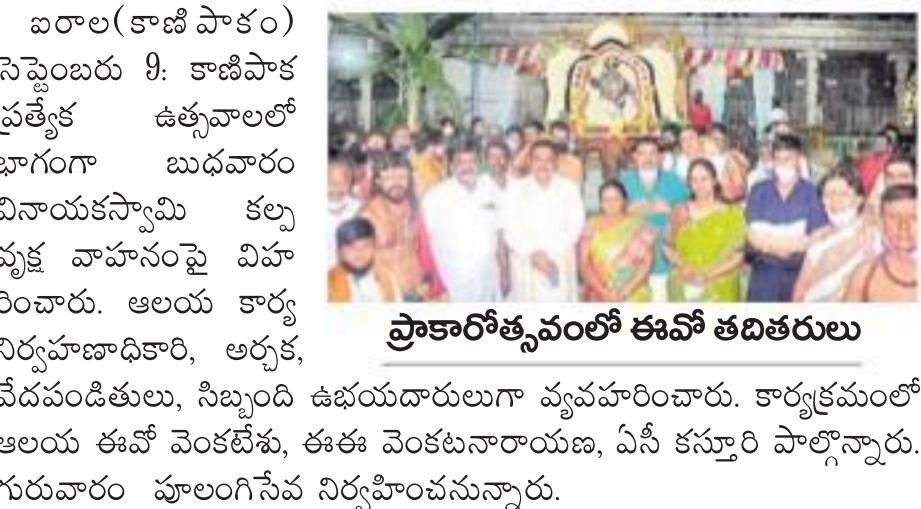 ఐరాల(కాణిపాకం)
సెప్టెంబరు 9: కాణిపాక
ప్రత్యేక ఉత్సవాలలో
భాగంగా బుధవారం
వినాయకస్వామి కల్ప
వృక్ష వాహనంపై విహ
రించారు. ఆలయ కార్య
నిర్వహణాధికారి, అర్చక,
వేదపండితులు, సిబ్బంది ఉభయదారులుగా వ్యవహరించారు. కార్యక్రమంలో
ఆలయ ఈవో వెంకటేశు, ఈఈ వెంకటనారాయణ, ఏసీ కస్తూరి పాల్గొన్నారు.
గురువారం పూలంగిసేవ నిర్వహించనున్నారు.
ప్రాకారోత్సవంలో ఈవో తదితరులు